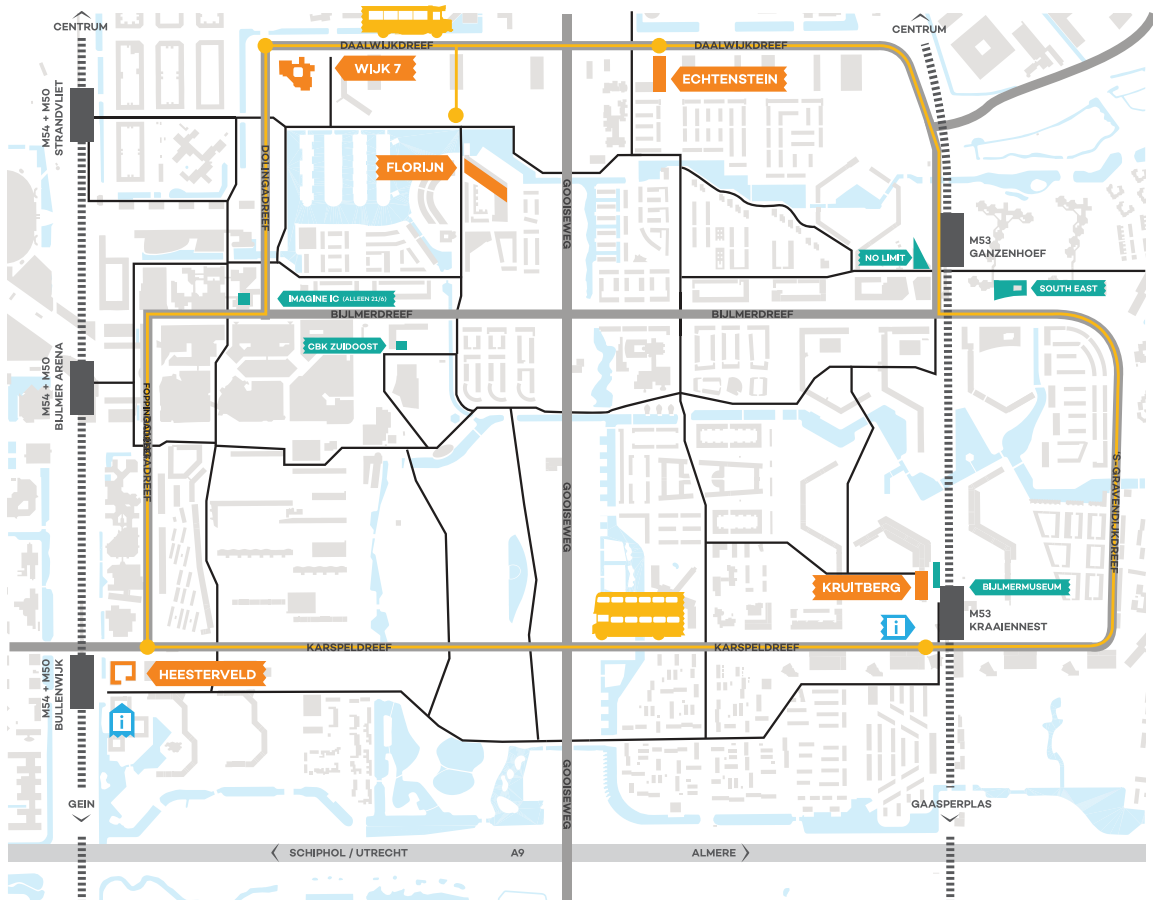 CENTRUM
CENTRUM
DAALWIJKDREEF
DAALWIJKDREEF
WIJK 7
ECHTENSTEIN
M54 + M50
STRANDVLIET
DOLINGADREEF
FLORIJN
GOOISEWEG
M53
GANZENHOEF
NO LIMIT
SOUTH EAST
IMAGINE IC (ALLEEN 21/6)
BIJLMERDREEF
BIJLMERDREEF
CBK ZUIDOOST
M54 + M50
BIJLMER ARENA
FOPPINGADREEF
GOOISEWEG
'S-GRAVENDIJKDREEF
KRUITBERG
BIJLMERMUSEUM
i
M53
KRAAIENNEST
KARSPELDREEF
KARSPELDREEF
M54 + M50
BULLENWIJK
HEESTERVELD
i
GOOISEWEG
GEIN
GAASPERPLAS
SCHIPHOL / UTRECHT
A9
ALMERE